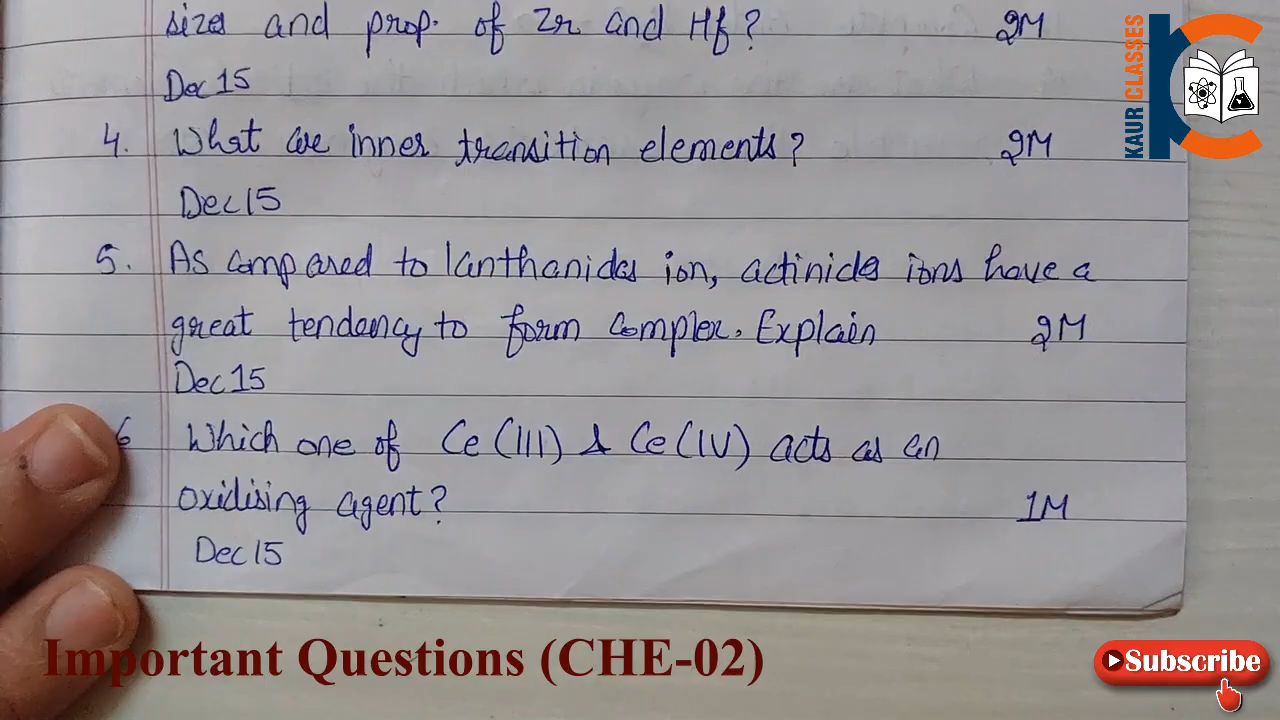 sizes and prop. of Zr and Hf? 2M
Dec 15
4. What are inner transition elements? 2M
Dec 15
5. As compared to lanthanides ion, actinide ions have a
great tendency to form complex. Explain 2M
Dec 15
6 Which one of Ce (III) & Ce (IV) acts as an
oxidising agent? 1M
Dec 15
KAUR CLASSES
Important Questions (CHE-02)
Subscribe